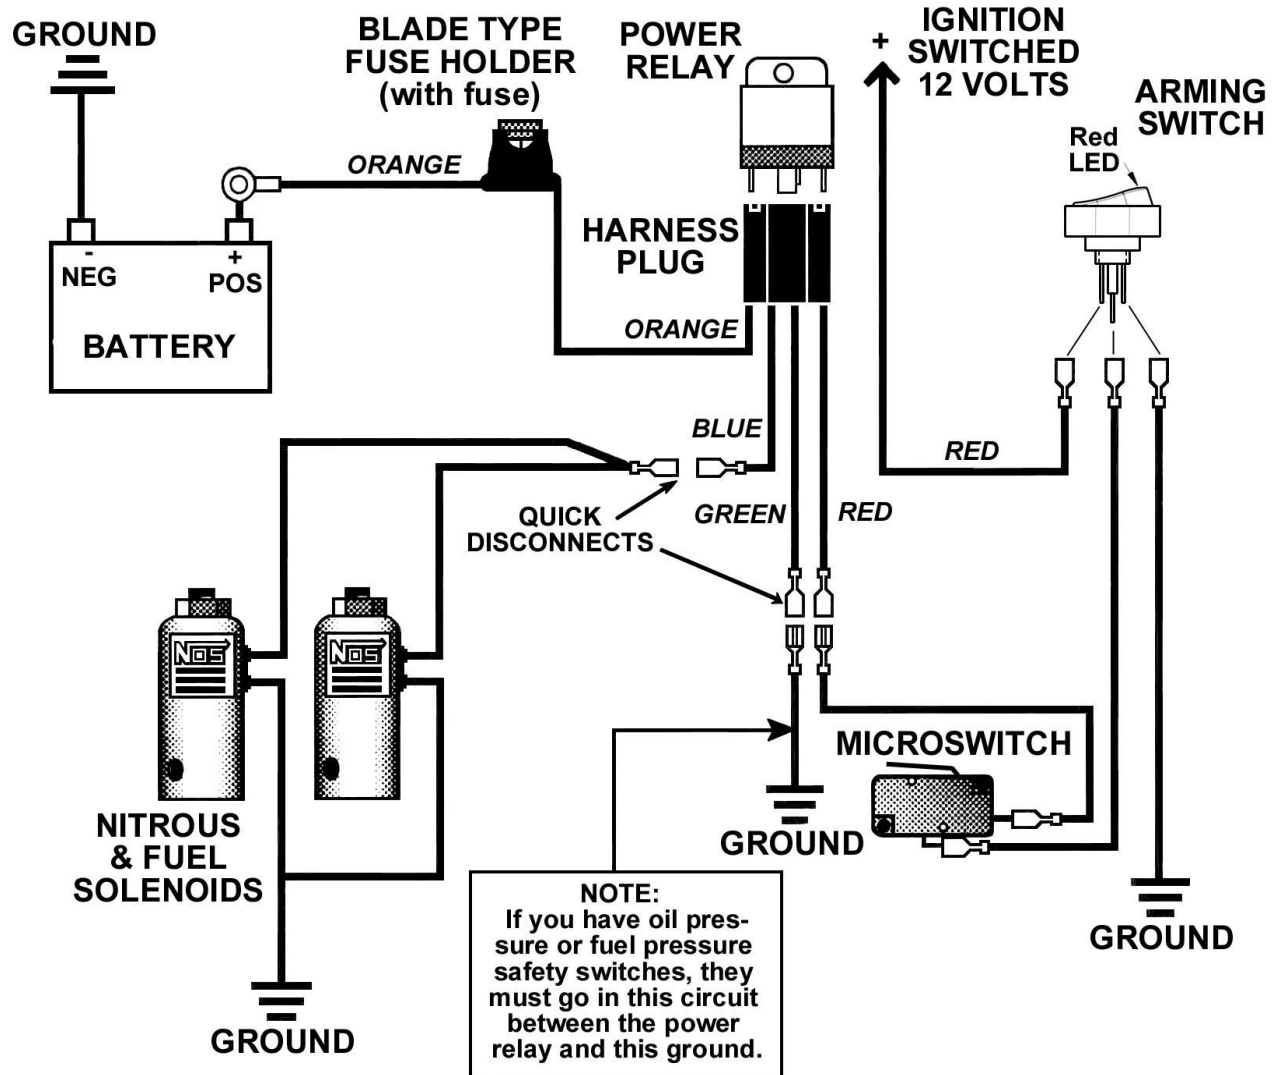 GROUND
BLADE TYPE
FUSE HOLDER
(with fuse)
POWER
RELAY
+
IGNITION
SWITCHED
12 VOLTS
ARMING
SWITCH
Red
LED
ORANGE
HARNESS
PLUG
-
NEG
+
POS
BATTERY
ORANGE
BLUE
RED
QUICK
DISCONNECTS
GREEN
RED
NOS
NOS
MICROSWITCH
NITROUS
& FUEL
SOLENOIDS
GROUND
GROUND
NOTE:
If you have oil pres-
sure or fuel pressure
safety switches, they
must go in this circuit
between the power
relay and this ground.
GROUND